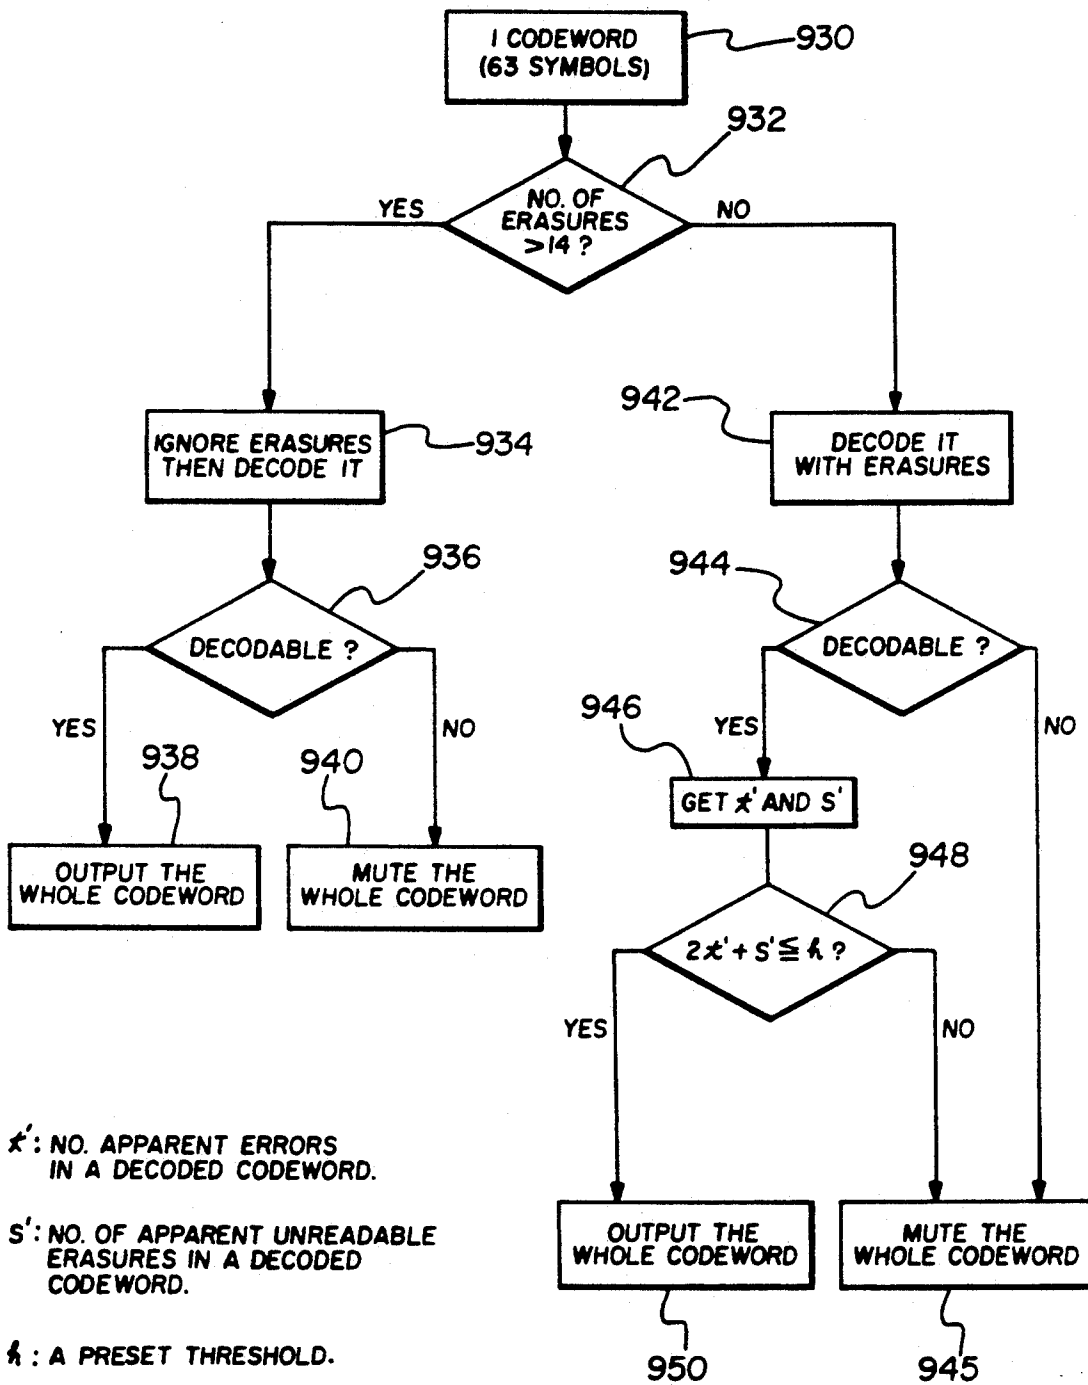 1 CODEWORD
(63 SYMBOLS)
930
932
NO. OF
ERASURES
>14 ?
YES
NO
IGNORE ERASURES
THEN DECODE IT
934
942
DECODE IT
WITH ERASURES
936
DECODABLE ?
944
DECODABLE ?
YES
NO
946
YES
NO
938
940
GET t' AND S'
OUTPUT THE
WHOLE CODEWORD
MUTE THE
WHOLE CODEWORD
948
2t' + S' ≦ h ?
YES
NO
t' : NO. APPARENT ERRORS
IN A DECODED CODEWORD.
S' : NO. OF APPARENT UNREADABLE
ERASURES IN A DECODED
CODEWORD.
h : A PRESET THRESHOLD.
OUTPUT THE
WHOLE CODEWORD
MUTE THE
WHOLE CODEWORD
950
945